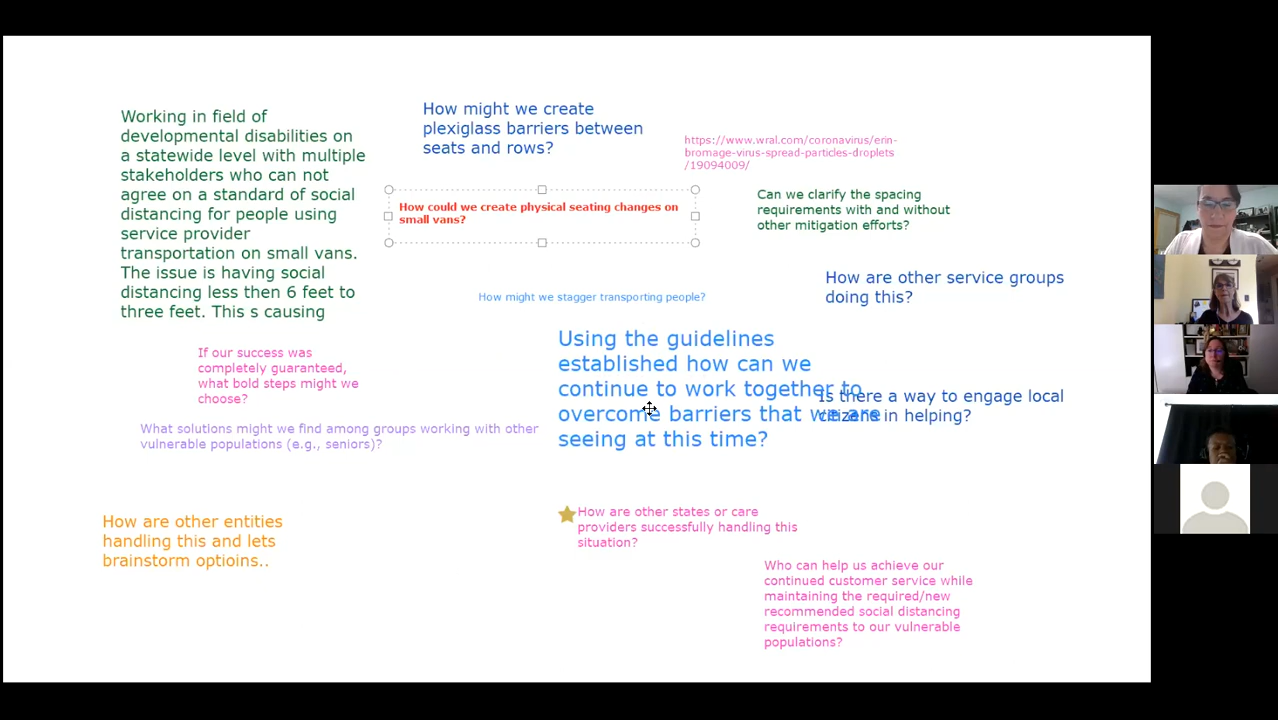 Working in field of
developmental disabilities on
a statewide level with multiple
stakeholders who can not
agree on a standard of social
distancing for people using
service provider
transportation on small vans.
The issue is having social
distancing less then 6 feet to
three feet. This s causing
How might we create
plexiglass barriers between
seats and rows?
https://www.wral.com/coronavirus/erin-
bromage-virus-spread-particles-droplets
/19094009/
How could we create physical seating changes on
small vans?
Can we clarify the spacing
requirements with and without
other mitigation efforts?
How are other service groups
doing this?
How might we stagger transporting people?
Using the guidelines
established how can we
continue to work together to
overcome barriers that we are
seeing at this time?
Is there a way to engage local
citizens in helping?
If our success was
completely guaranteed,
what bold steps might we
choose?
What solutions might we find among groups working with other
vulnerable populations (e.g., seniors)?
How are other entities
handling this and lets
brainstorm optioins..
How are other states or care
providers successfully handling this
situation?
Who can help us achieve our
continued customer service while
maintaining the required/new
recommended social distancing
requirements to our vulnerable
populations?